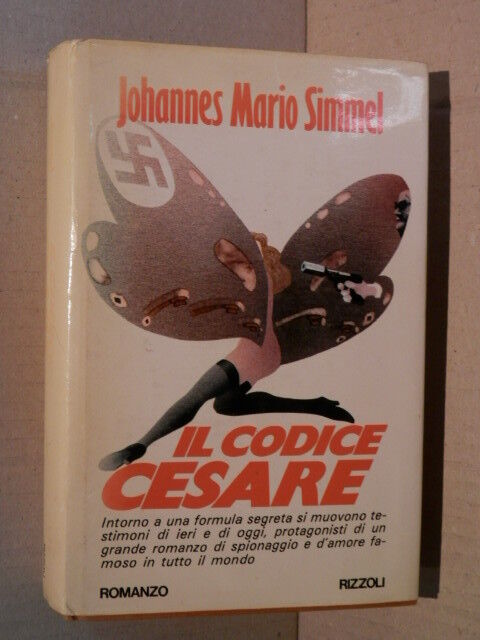 Johannes Mario Simmel
IL CODICE
CESARE
Intorno a una formula segreta si muovono te-
stimoni di ieri e di oggi, protagonisti di un
grande romanzo di spionaggio e d'amore fa-
moso in tutto il mondo
ROMANZO RIZZOLI